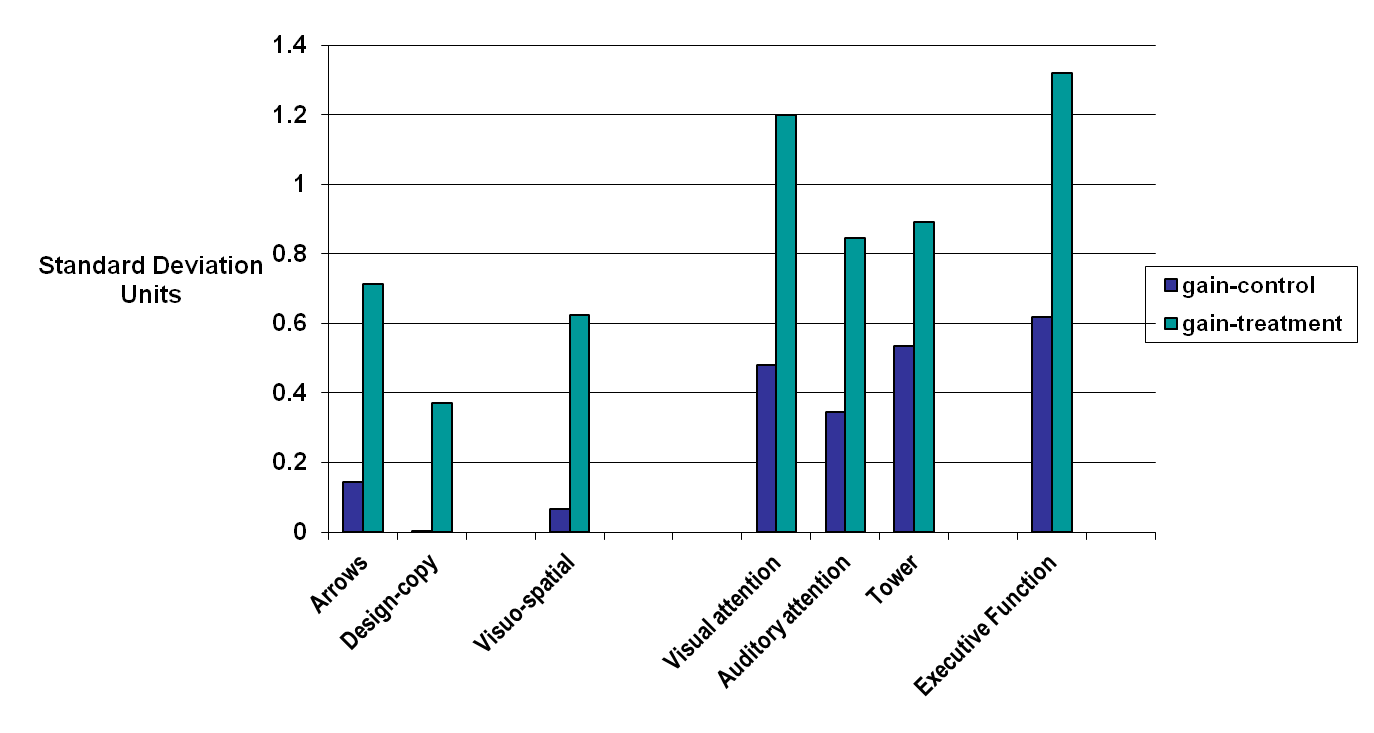 1.4
1.2
1
0.8
Standard Deviation
Units
0.6
0.4
0.2
0
gain-control
gain-treatment
Arrows
Design-copy
Visuo-spatial
Visual attention
Auditory attention
Tower
Executive Function